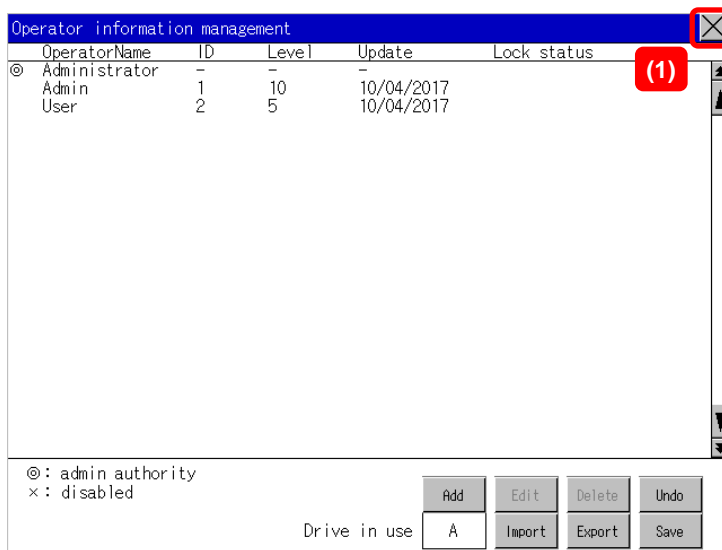 Operator information management
OperatorName ID Level Update Lock status
(1)
◎ Administrator – – –
Admin 1 10 10/04/2017
User 2 5 10/04/2017
◎: admin authority
×: disabled
Add Edit Delete Undo
Drive in use A Import Export Save